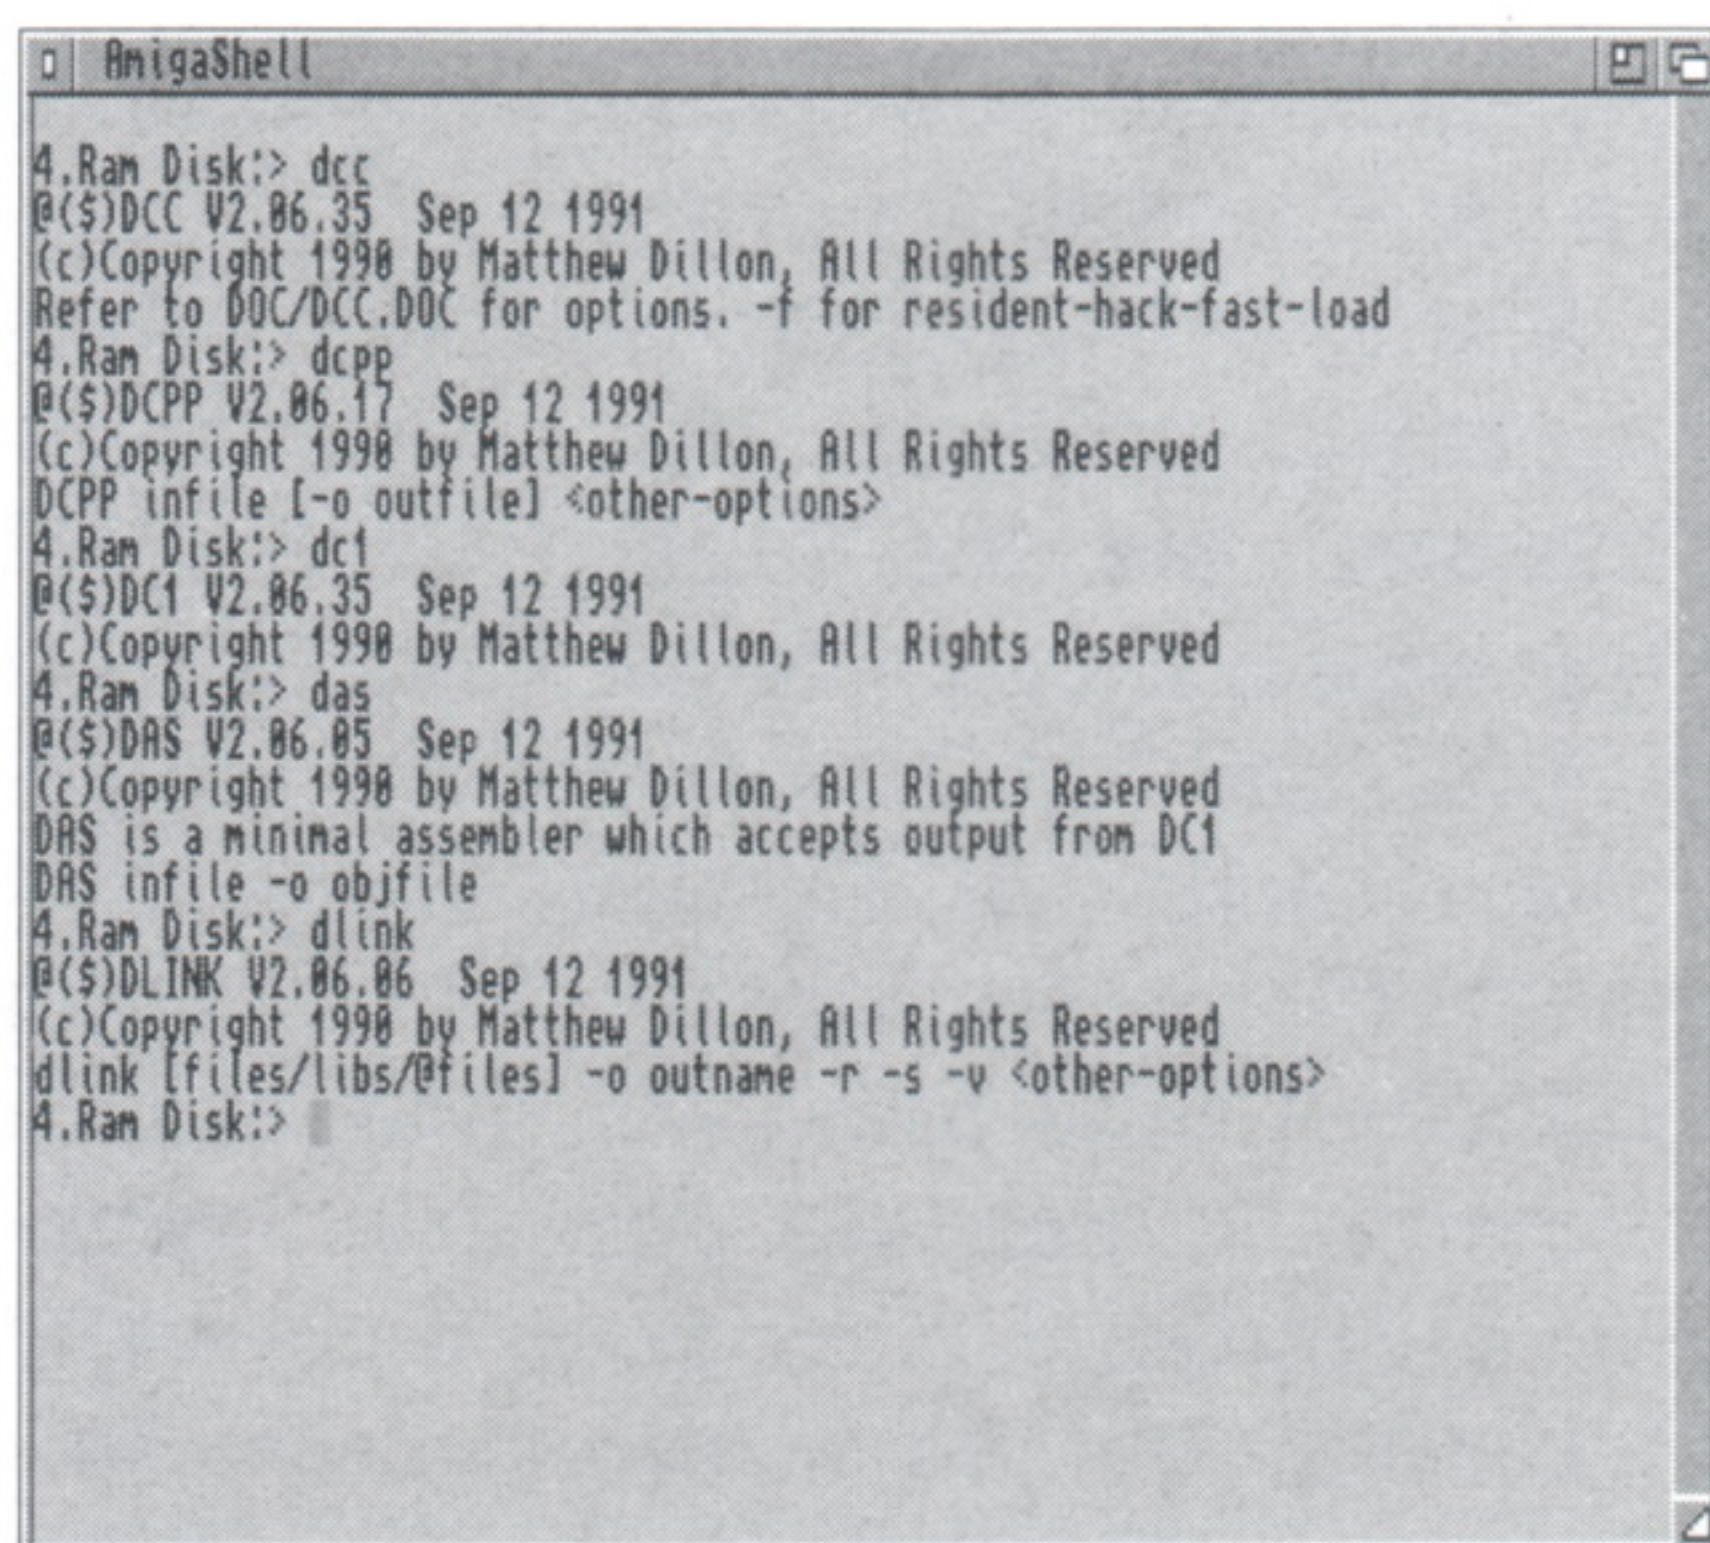 AmigaShell
4.Ram Disk:> dcc
@($)DCC V2.06.35  Sep 12 1991
(c)Copyright 1990 by Matthew Dillon, All Rights Reserved
Refer to DOC/DCC.DOC for options. -f for resident-hack-fast-load
4.Ram Disk:> dcpp
@($)DCPP V2.06.17  Sep 12 1991
(c)Copyright 1990 by Matthew Dillon, All Rights Reserved
DCPP infile [-o outfile] <other-options>
4.Ram Disk:> dc1
@($)DC1 V2.06.35  Sep 12 1991
(c)Copyright 1990 by Matthew Dillon, All Rights Reserved
4.Ram Disk:> das
@($)DAS V2.06.05  Sep 12 1991
(c)Copyright 1990 by Matthew Dillon, All Rights Reserved
DAS is a minimal assembler which accepts output from DC1
DAS infile -o objfile
4.Ram Disk:> dlink
@($)DLINK V2.06.06  Sep 12 1991
(c)Copyright 1990 by Matthew Dillon, All Rights Reserved
dlink [files/libs/@files] -o outname -r -s -v <other-options>
4.Ram Disk:>